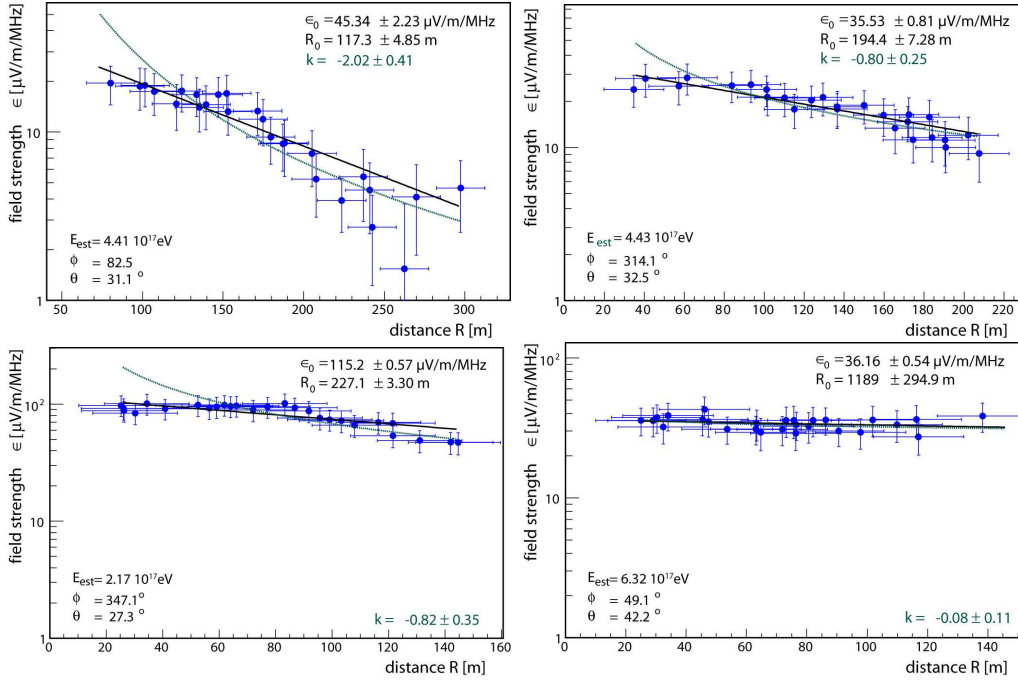 ϵ₀ = 45.34 ± 2.23 μV/m/MHz
R₀ = 117.3 ± 4.85 m
k = -2.02 ± 0.41
field strength ϵ [μV/m/MHz]
10
1
E_est = 4.41 10¹⁷eV
ϕ = 82.5
θ = 31.1 °
50 100 150 200 250 300
distance R [m]
ϵ₀ = 35.53 ± 0.81 μV/m/MHz
R₀ = 194.4 ± 7.28 m
k = -0.80 ± 0.25
field strength ϵ [μV/m/MHz]
10
1
E_est = 4.43 10¹⁷eV
ϕ = 314.1 °
θ = 32.5 °
0 20 40 60 80 100 120 140 160 180 200 220
distance R [m]
ϵ₀ = 115.2 ± 0.57 μV/m/MHz
R₀ = 227.1 ± 3.30 m
field strength ϵ [μV/m/MHz]
10²
10
1
E_est = 2.17 10¹⁷eV
ϕ = 347.1°
θ = 27.3 °
k = -0.82 ± 0.35
0 20 40 60 80 100 120 140 160
distance R [m]
ϵ₀ = 36.16 ± 0.54 μV/m/MHz
R₀ = 1189 ± 294.9 m
field strength ϵ [μV/m/MHz]
10²
10
1
E_est = 6.32 10¹⁷eV
ϕ = 49.1°
θ = 42.2 °
k = -0.08 ± 0.11
0 20 40 60 80 100 120 140
distance R [m]